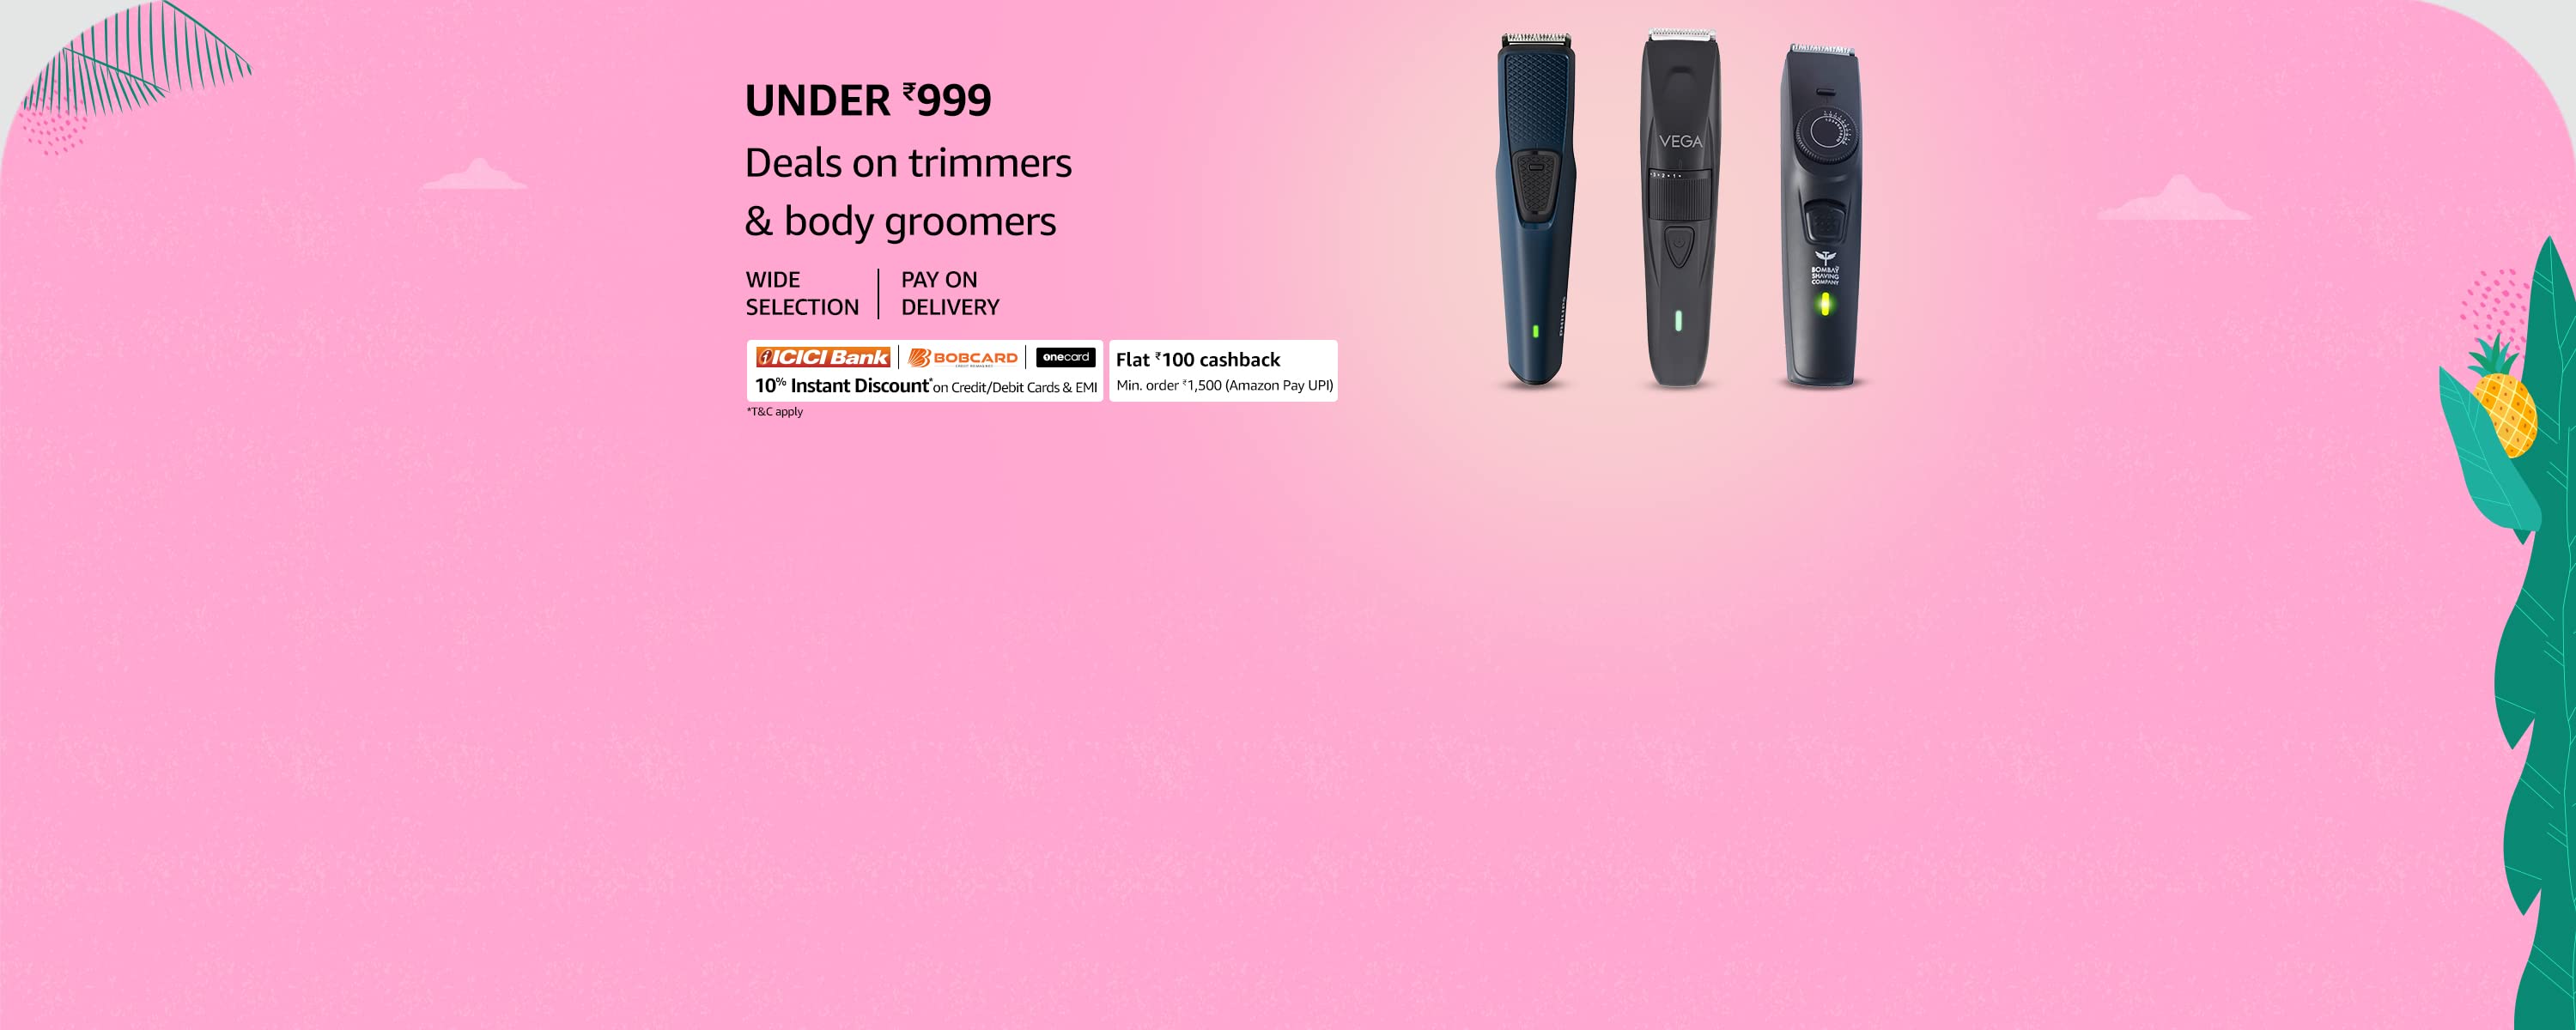 UNDER ₹999
Deals on trimmers
& body groomers
WIDE
SELECTION
PAY ON
DELIVERY
ICICI Bank
BOBCARD
onecard
10% Instant Discount* on Credit/Debit Cards & EMI
Flat ₹100 cashback
Min. order ₹1,500 (Amazon Pay UPI)
*T&C apply
VEGA
BOMBAY
SHAVING
COMPANY
PHILIPS